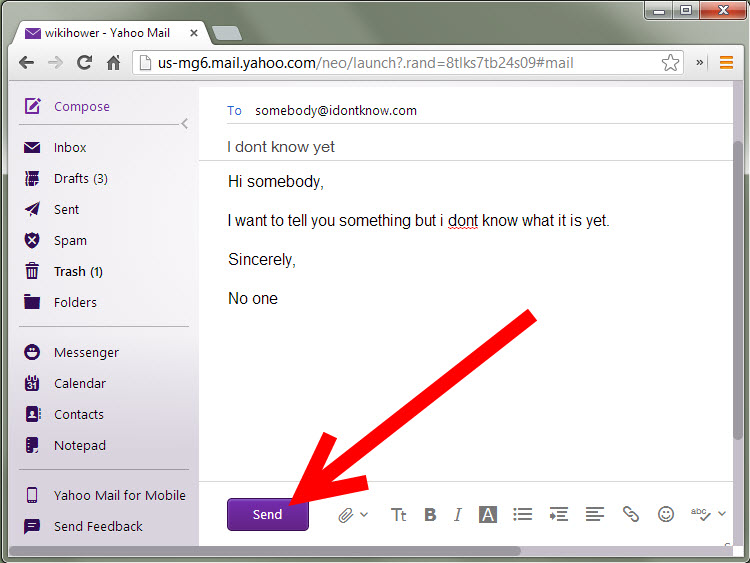 wikihower - Yahoo Mail
us-mg6.mail.yahoo.com/neo/launch?.rand=8tlks7tb24s09#mail
Compose
Inbox
Drafts (3)
Sent
Spam
Trash (1)
Folders
Messenger
31
Calendar
Contacts
Notepad
Yahoo Mail for Mobile
Send Feedback
To somebody@idontknow.com
I dont know yet
Hi somebody,
I want to tell you something but i dont know what it is yet.
Sincerely,
No one
Send
Tt B I A abc